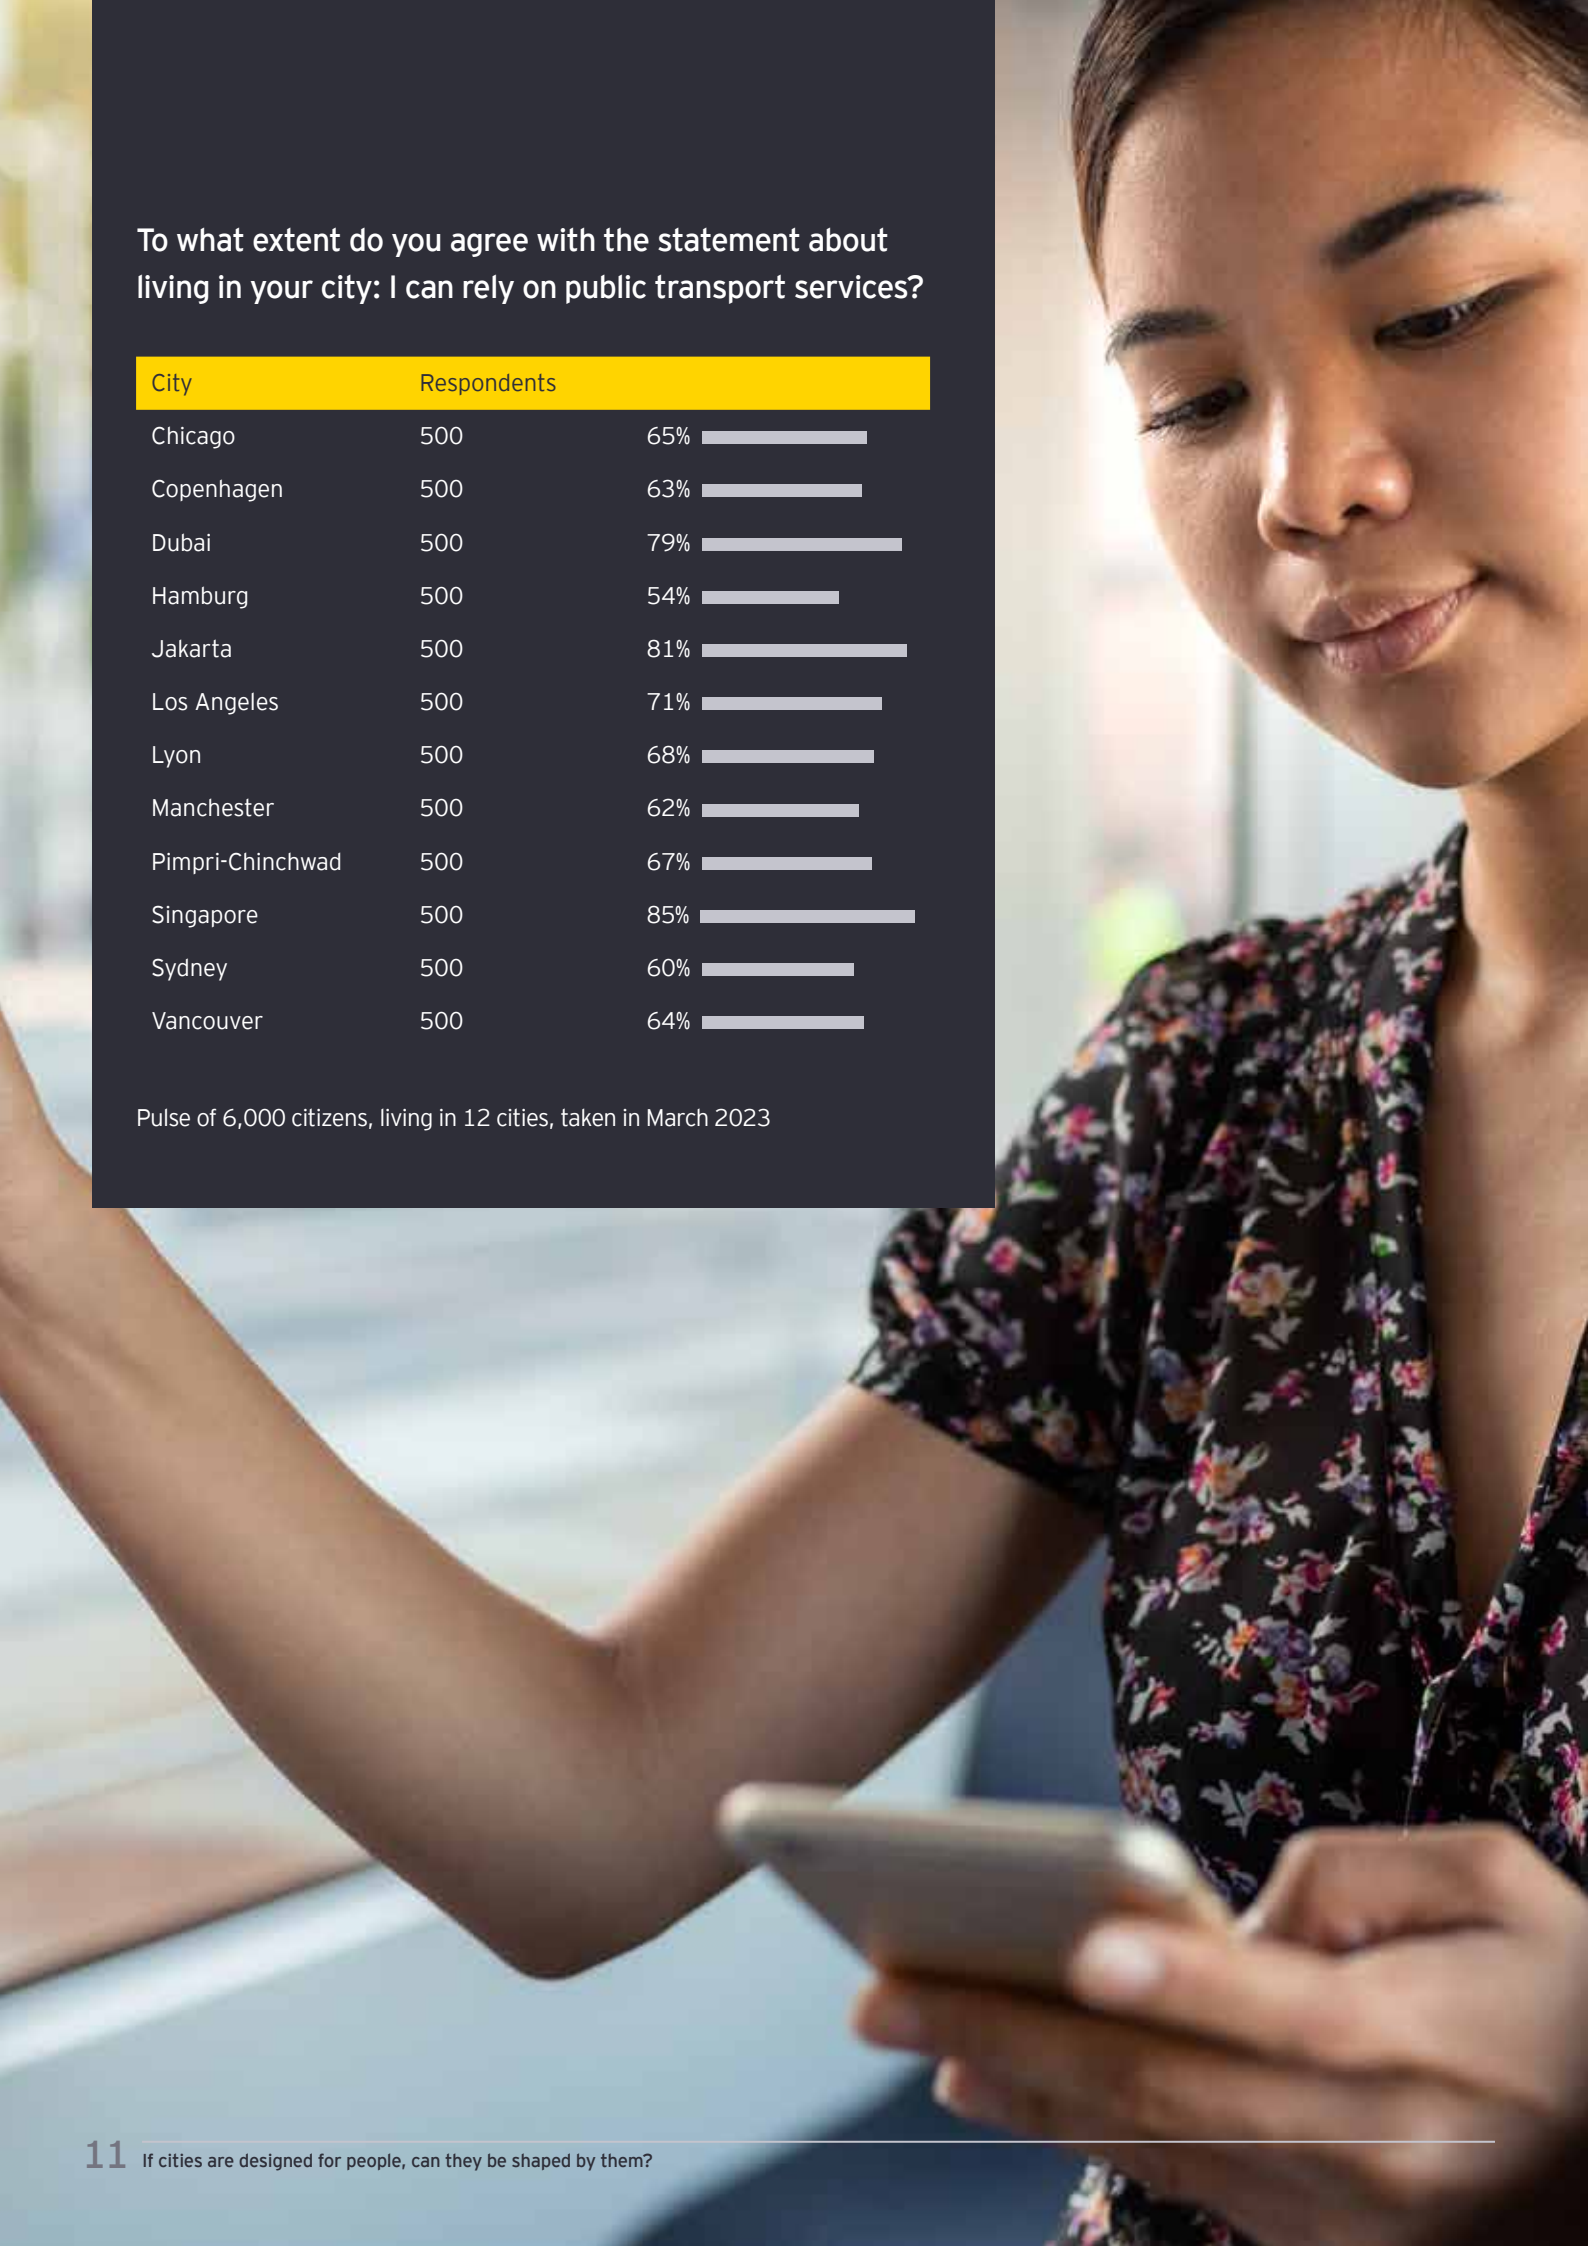 To what extent do you agree with the statement about
living in your city: I can rely on public transport services?
City Respondents
Chicago 500 65%
Copenhagen 500 63%
Dubai 500 79%
Hamburg 500 54%
Jakarta 500 81%
Los Angeles 500 71%
Lyon 500 68%
Manchester 500 62%
Pimpri-Chinchwad 500 67%
Singapore 500 85%
Sydney 500 60%
Vancouver 500 64%
Pulse of 6,000 citizens, living in 12 cities, taken in March 2023
11 If cities are designed for people, can they be shaped by them?